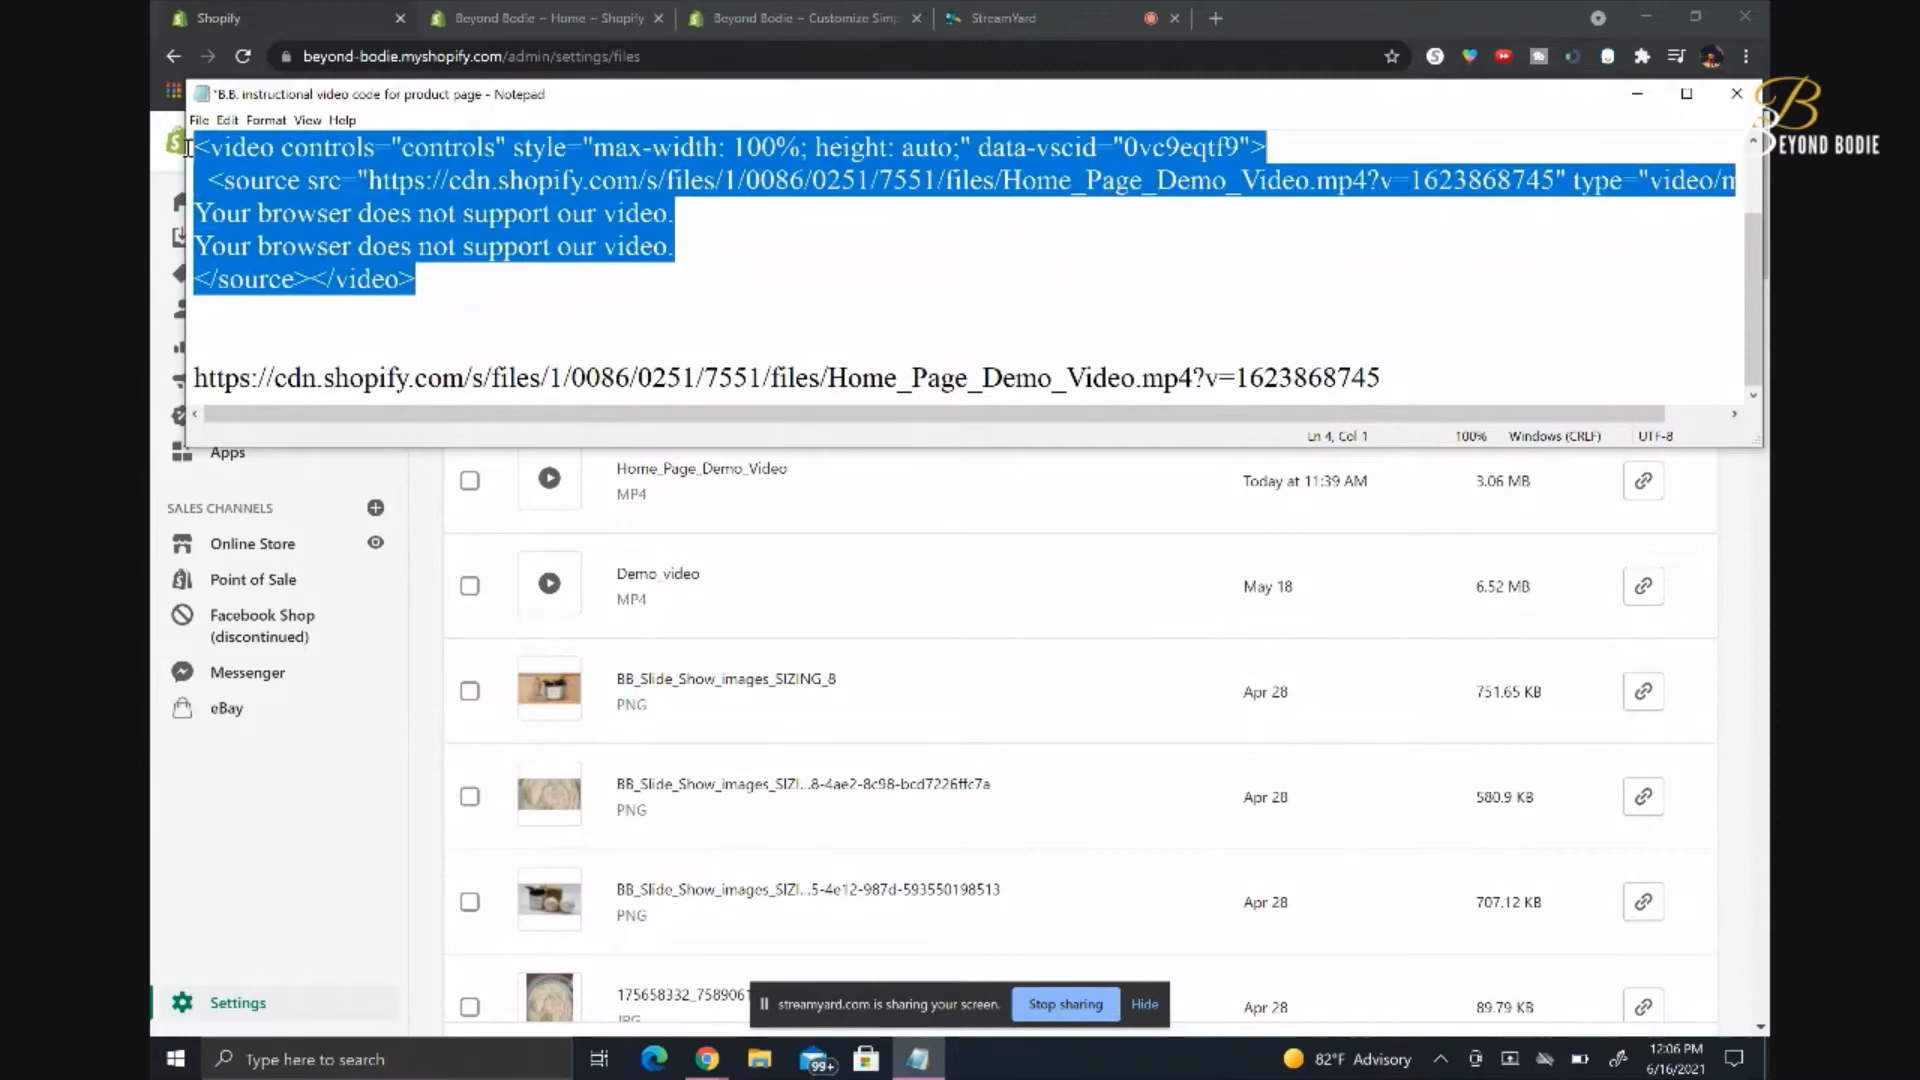 Shopify
Beyond Bodie ~ Home ~ Shopify
Beyond Bodie ~ Customize Simp
StreamYard
beyond-bodie.myshopify.com/admin/settings/files
*B.B. instructional video code for product page - Notepad
File Edit Format View Help
<video controls="controls" style="max-width: 100%; height: auto;" data-vscid="0vc9eqtf9">
<source src="https://cdn.shopify.com/s/files/1/0086/0251/7551/files/Home_Page_Demo_Video.mp4?v=1623868745" type="video/m
Your browser does not support our video.
Your browser does not support our video.
</source></video>
https://cdn.shopify.com/s/files/1/0086/0251/7551/files/Home_Page_Demo_Video.mp4?v=1623868745
Ln 4, Col 1 100% Windows (CRLF) UTF-8
B
BEYOND BODIE
Apps
SALES CHANNELS
Online Store
Point of Sale
Facebook Shop
(discontinued)
Messenger
eBay
Settings
Home_Page_Demo_Video
MP4
Today at 11:39 AM 3.06 MB
Demo_video
MP4
May 18 6.52 MB
BB_Slide_Show_images_SIZING_8
PNG
Apr 28 751.65 KB
BB_Slide_Show_images_SIZI...8-4ae2-8c98-bcd7226ffc7a
PNG
Apr 28 580.9 KB
BB_Slide_Show_images_SIZI...5-4e12-987d-593550198513
PNG
Apr 28 707.12 KB
175658332_7589061
JPG
Apr 28 89.79 KB
streamyard.com is sharing your screen. Stop sharing Hide
Type here to search
99+
82°F Advisory
12:06 PM
6/16/2021